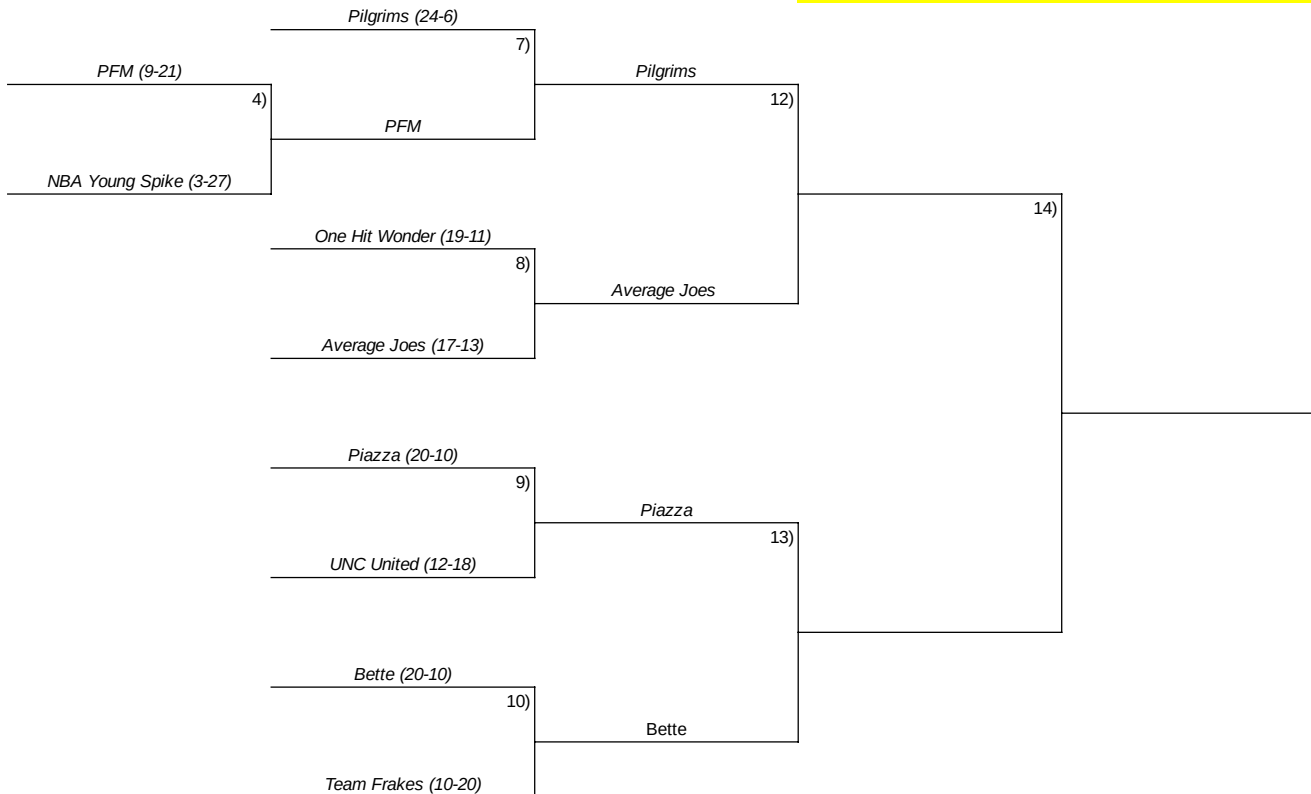 Pilgrims (24-6)
7)
PFM (9-21)
Pilgrims
4)
12)
PFM
NBA Young Spike (3-27)
14)
One Hit Wonder (19-11)
8)
Average Joes
Average Joes (17-13)
Piazza (20-10)
9)
Piazza
13)
UNC United (12-18)
Bette (20-10)
10)
Bette
Team Frakes (10-20)